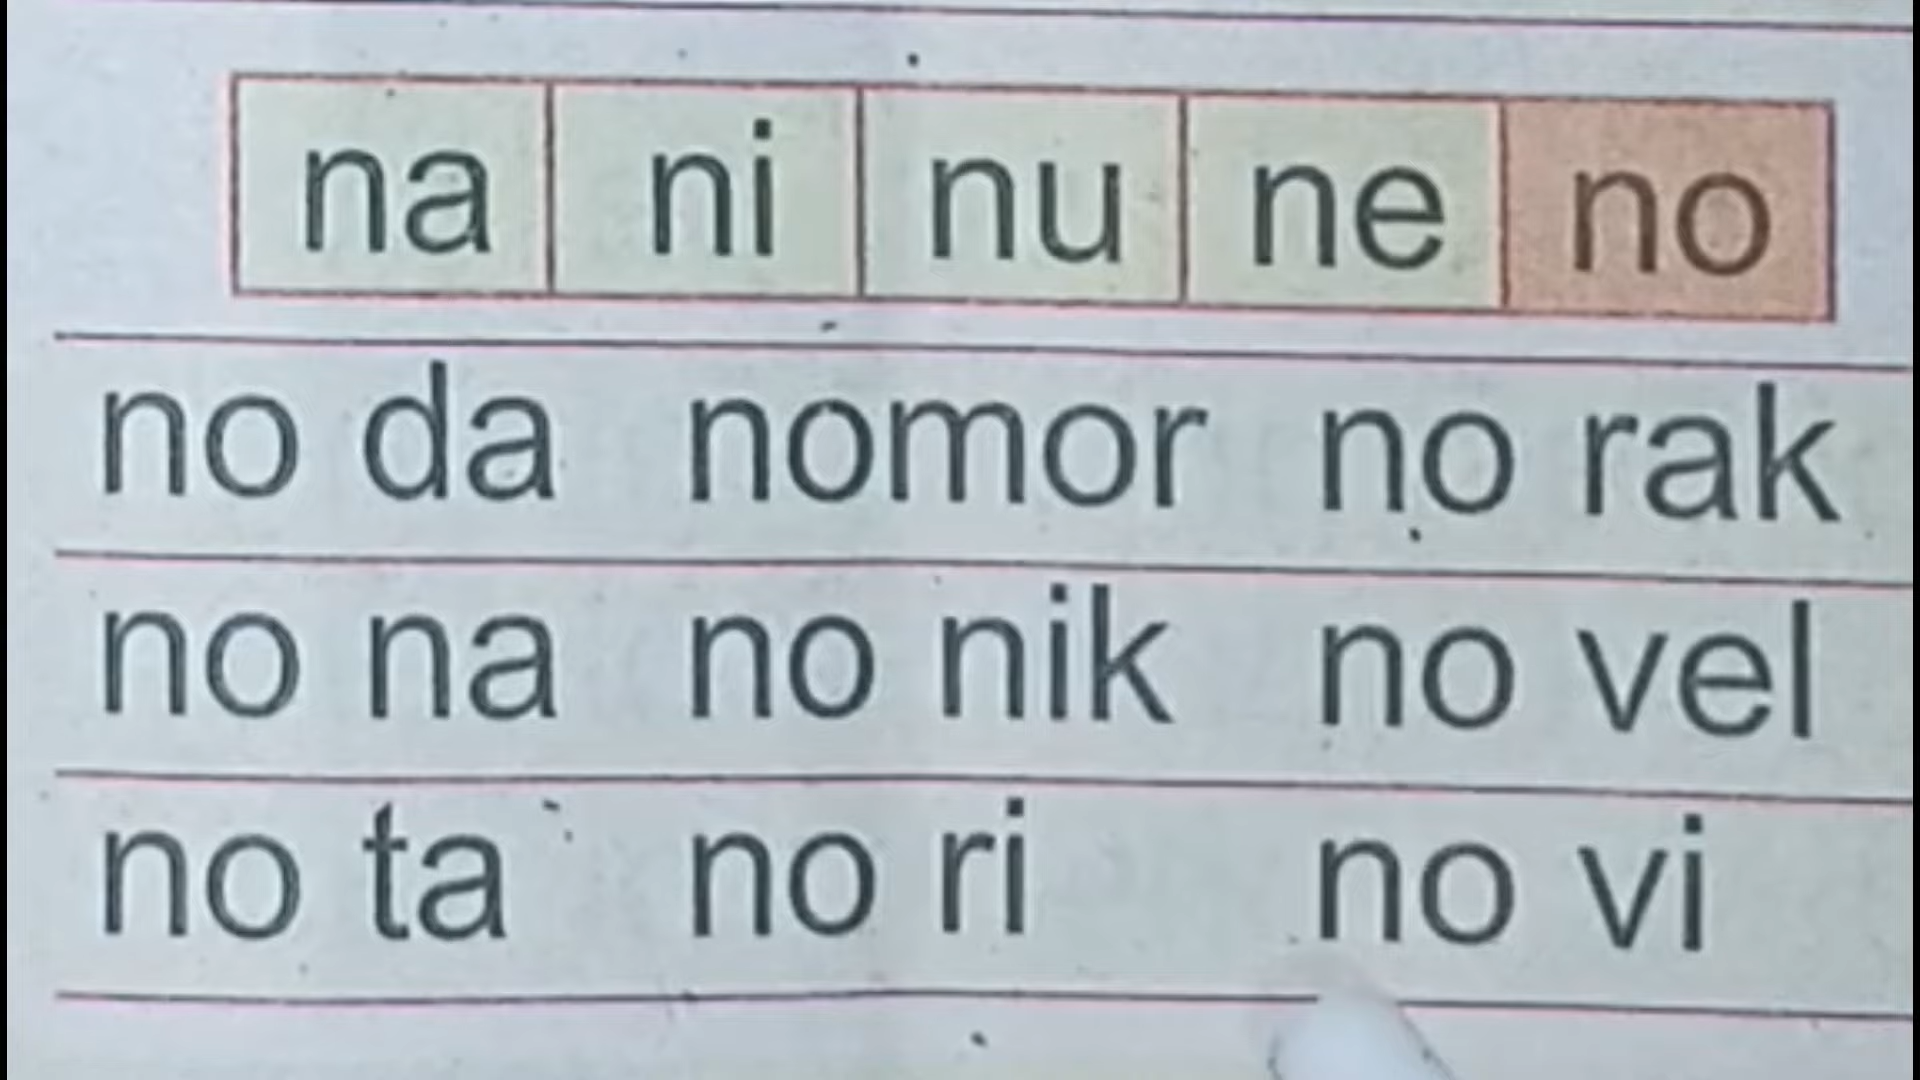 na ni nu ne no
no da nomor no rak
no na no nik no vel
no ta no ri no vi